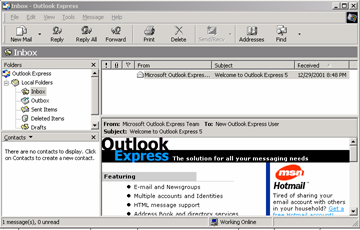 Inbox - Outlook Express
File Edit View Tools Message Help
New Mail Reply Reply All Forward Print Delete Send/Recv Addresses Find
Inbox
Folders
Outlook Express
Local Folders
Inbox
Outbox
Sent Items
Deleted Items
Drafts
Contacts
There are no contacts to display. Click
on Contacts to create a new contact.
! From Subject Received
Microsoft Outlook Expres... Welcome to Outlook Express 5 12/29/2001 8:48 PM
From: Microsoft Outlook Express Team To: New Outlook Express User
Subject: Welcome to Outlook Express 5
Outlook
Express The solution for all your messaging needs
Featuring
• E-mail and Newsgroups
• Multiple accounts and Identities
• HTML message support
• Address Book and directory services
msn
Hotmail
Tired of sharing your
email account with others
in your household? Get a
free Hotmail account!
1 message(s), 0 unread
Working Online